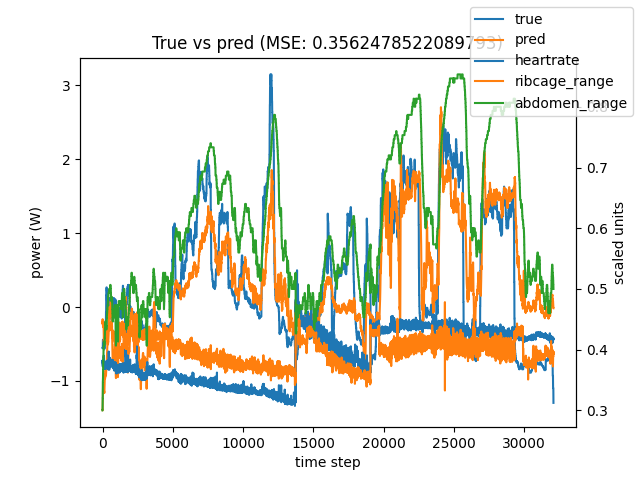 True vs pred (MSE: 0.3562478522089793)
true
pred
heartrate
ribcage_range
abdomen_range
power (W)
3
2
1
0
−1
0.8
0.7
0.6
0.5
0.4
0.3
scaled units
0
5000
10000
15000
20000
25000
30000
time step